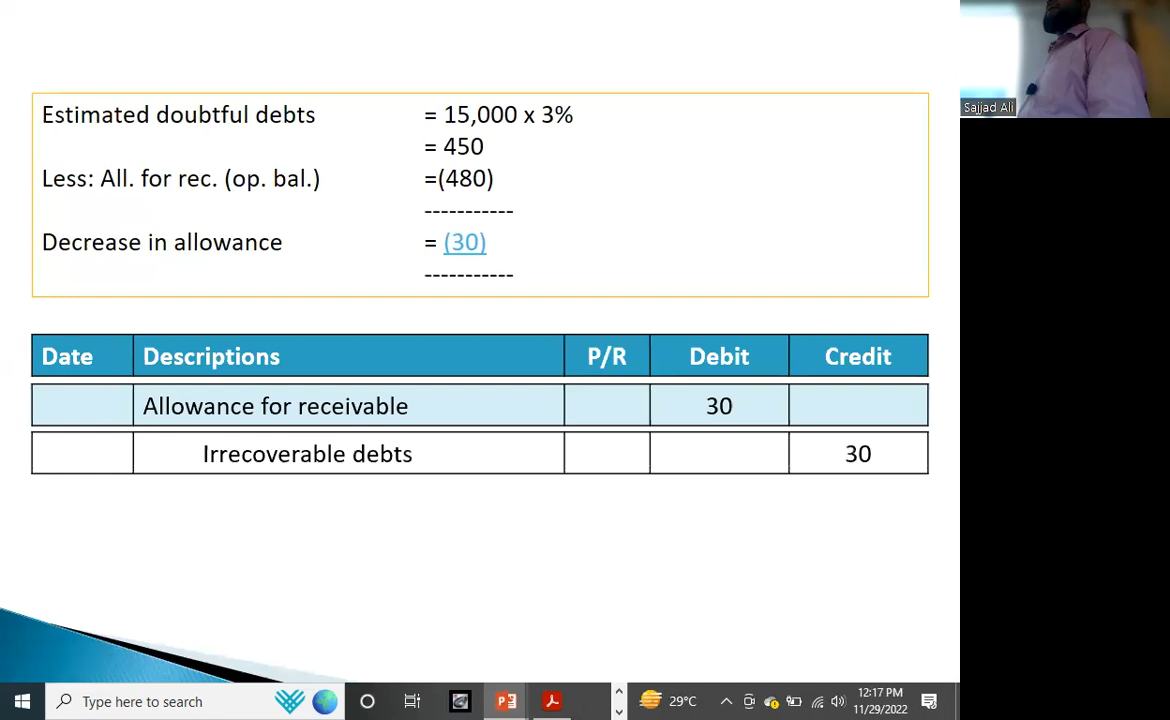 Estimated doubtful debts = 15,000 x 3%
= 450
Less: All. for rec. (op. bal.) =(480)
-----------
Decrease in allowance = (30)
-----------
Date Descriptions P/R Debit Credit
Allowance for receivable 30
Irrecoverable debts 30
Sajjad Ali
Type here to search
29°C
12:17 PM
11/29/2022